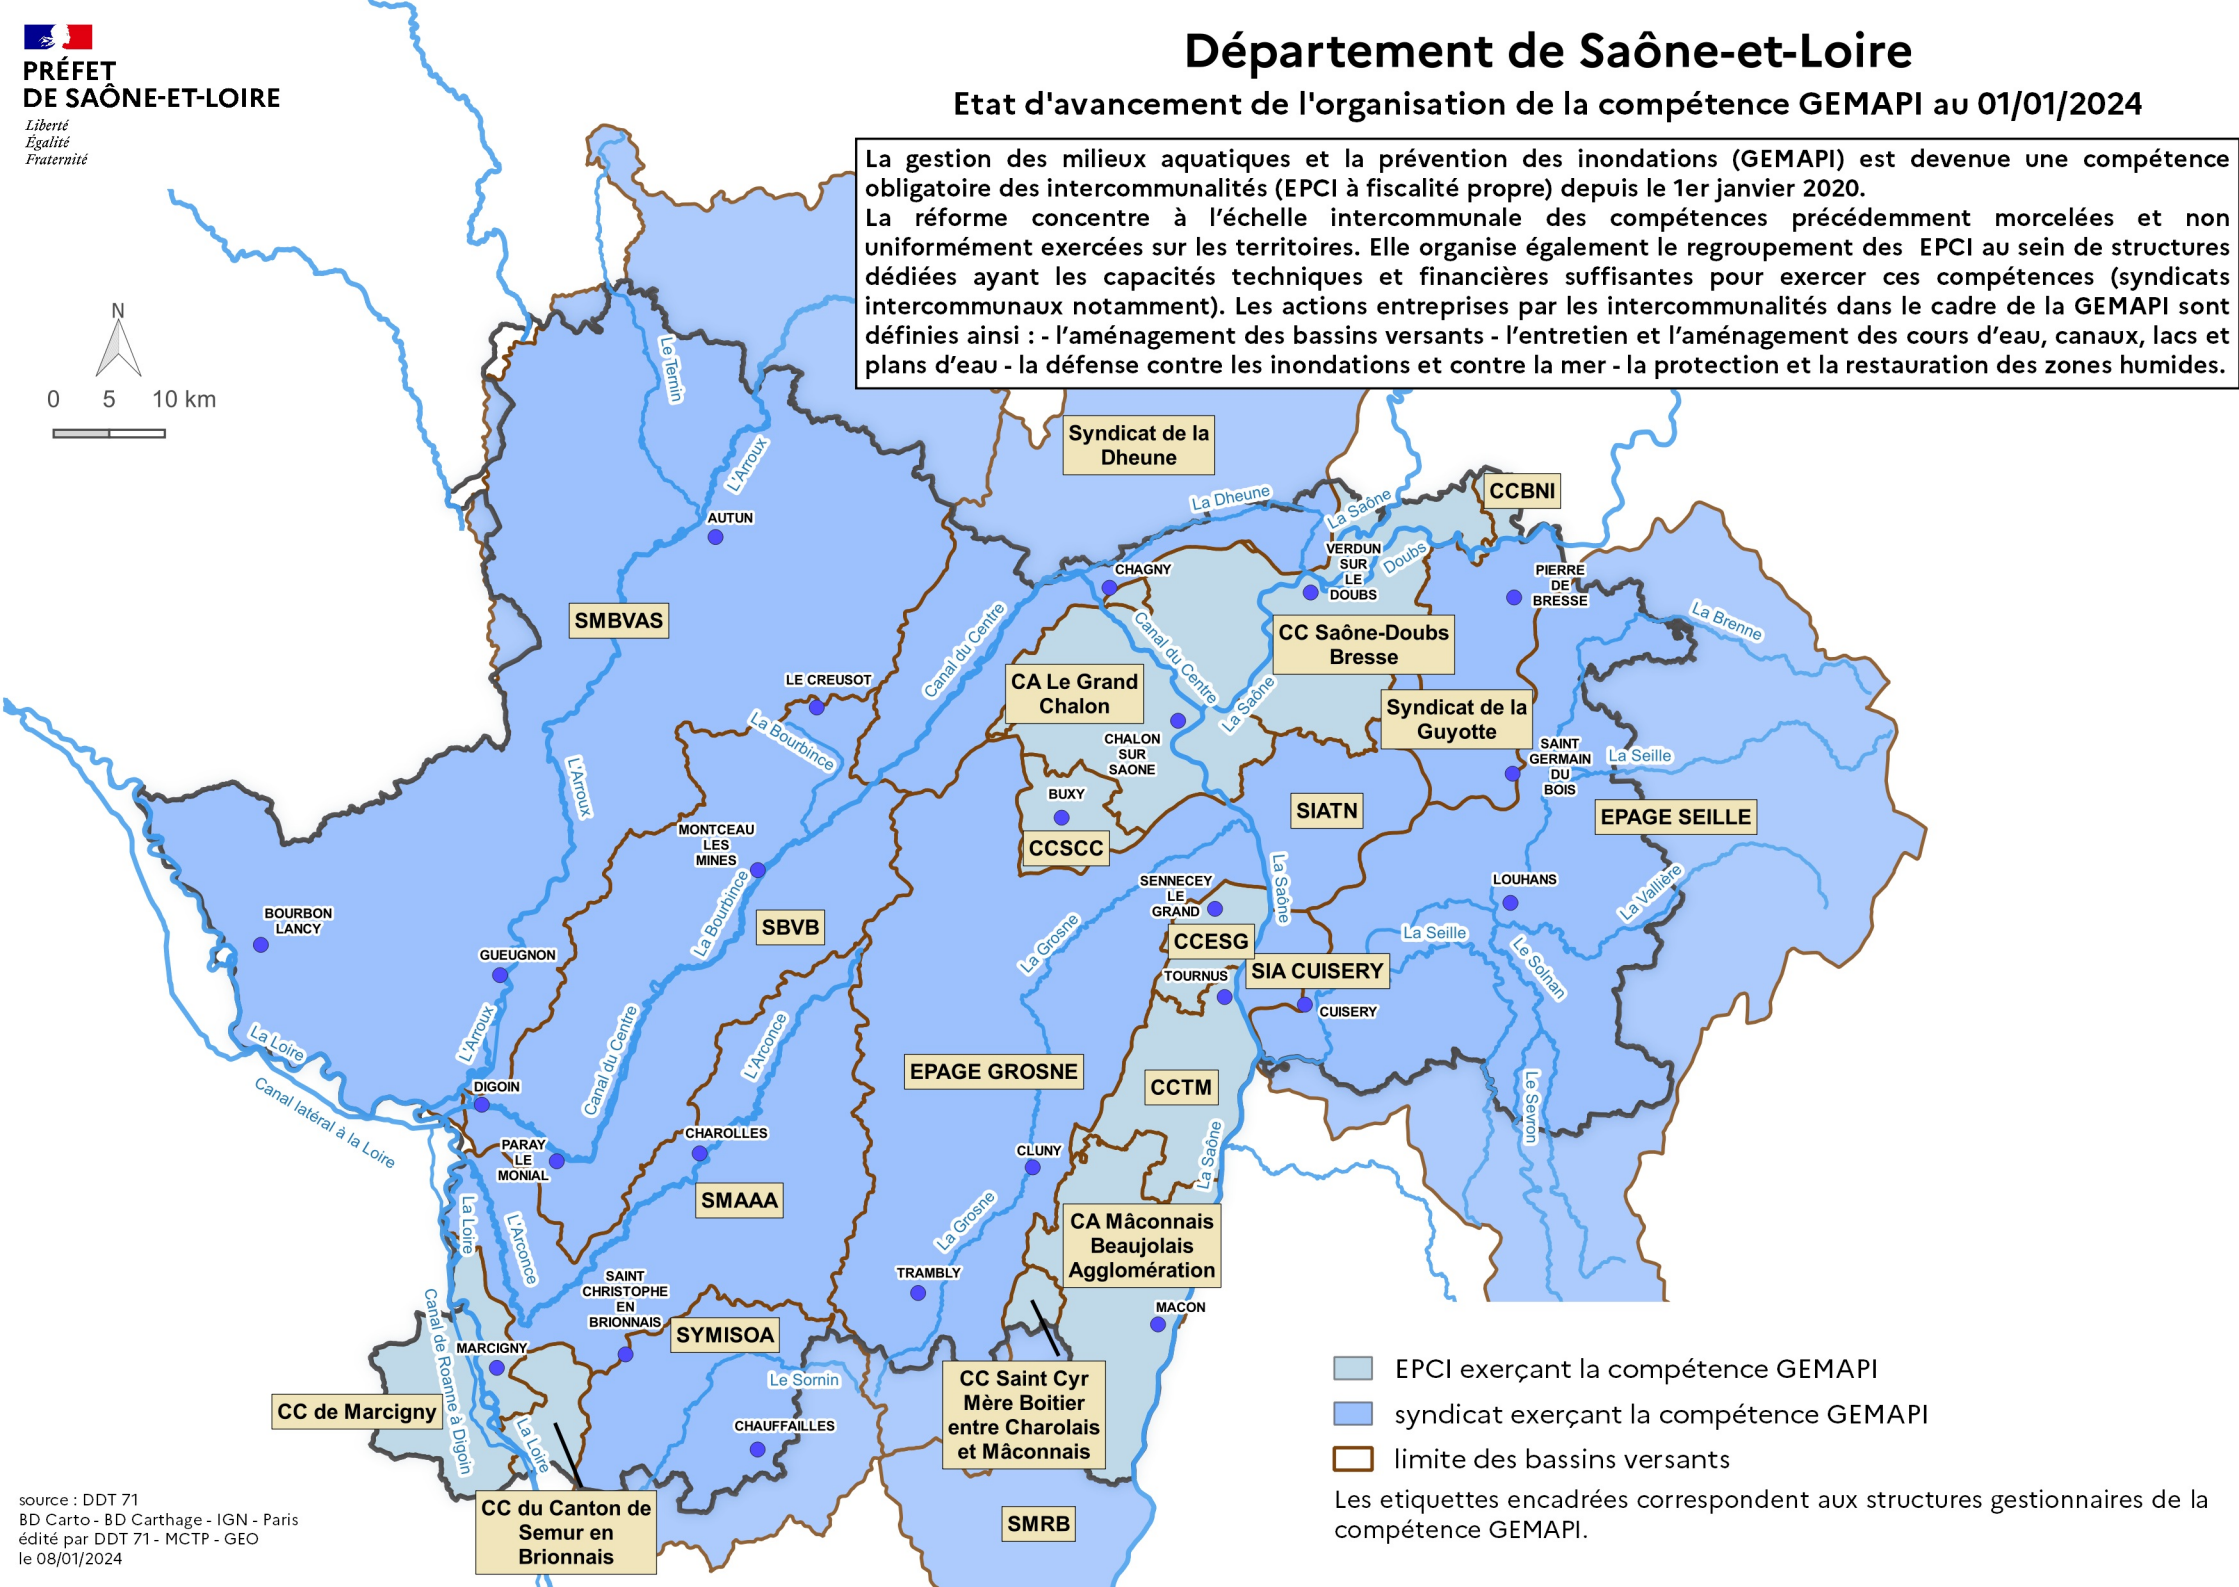 PRÉFET
DE SAÔNE-ET-LOIRE
Liberté
Égalité
Fraternité
Département de Saône-et-Loire
Etat d'avancement de l'organisation de la compétence GEMAPI au 01/01/2024
La gestion des milieux aquatiques et la prévention des inondations (GEMAPI) est devenue une compétence
obligatoire des intercommunalités (EPCI à fiscalité propre) depuis le 1er janvier 2020.
La réforme concentre à l’échelle intercommunale des compétences précédemment morcelées et non
uniformément exercées sur les territoires. Elle organise également le regroupement des EPCI au sein de structures
dédiées ayant les capacités techniques et financières suffisantes pour exercer ces compétences (syndicats
intercommunaux notamment). Les actions entreprises par les intercommunalités dans le cadre de la GEMAPI sont
définies ainsi : - l’aménagement des bassins versants - l’entretien et l’aménagement des cours d’eau, canaux, lacs et
plans d’eau - la défense contre les inondations et contre la mer - la protection et la restauration des zones humides.
N
0 5 10 km
Le Ternin
L'Arroux
Syndicat de la
Dheune
La Dheune
La Saône
CCBNI
AUTUN
VERDUN
SUR
LE
DOUBS
Doubs
CHAGNY
PIERRE
DE
BRESSE
La Brenne
SMBVAS
Canal du Centre
Canal du Centre
CC Saône-Doubs
Bresse
LE CREUSOT
La Bourbince
CA Le Grand
Chalon
La Saône
Syndicat de la
Guyotte
CHALON
SUR
SAONE
SAINT
GERMAIN
DU
BOIS
La Seille
L'Arroux
BUXY
CCSCC
SIATN
EPAGE SEILLE
MONTCEAU
LES
MINES
La Bourbince
SBVB
SENNECEY
LE
GRAND
La Saône
LOUHANS
La Vallière
BOURBON
LANCY
GUEUGNON
La Grosne
CCESG
La Seille
Le Solnan
TOURNUS
SIA CUISERY
CUISERY
L'Arroux
La Loire
Canal du Centre
L'Arconce
EPAGE GROSNE
CCTM
DIGOIN
Canal latéral à la Loire
Le Sevron
PARAY
LE
MONIAL
CHAROLLES
CLUNY
La Saône
SMAAA
La Loire
L'Arconce
La Grosne
CA Mâconnais
Beaujolais
Agglomération
SAINT
CHRISTOPHE
EN
BRIONNAIS
TRAMBLY
MACON
Canal de Roanne à Digoin
MARCIGNY
SYMISOA
Le Sornin
CC de Marcigny
La Loire
CHAUFFAILLES
CC Saint Cyr
Mère Boitier
entre Charolais
et Mâconnais
CC du Canton de
Semur en
Brionnais
SMRB
EPCI exerçant la compétence GEMAPI
syndicat exerçant la compétence GEMAPI
limite des bassins versants
Les etiquettes encadrées correspondent aux structures gestionnaires de la
compétence GEMAPI.
source : DDT 71
BD Carto - BD Carthage - IGN - Paris
édité par DDT 71 - MCTP - GEO
le 08/01/2024